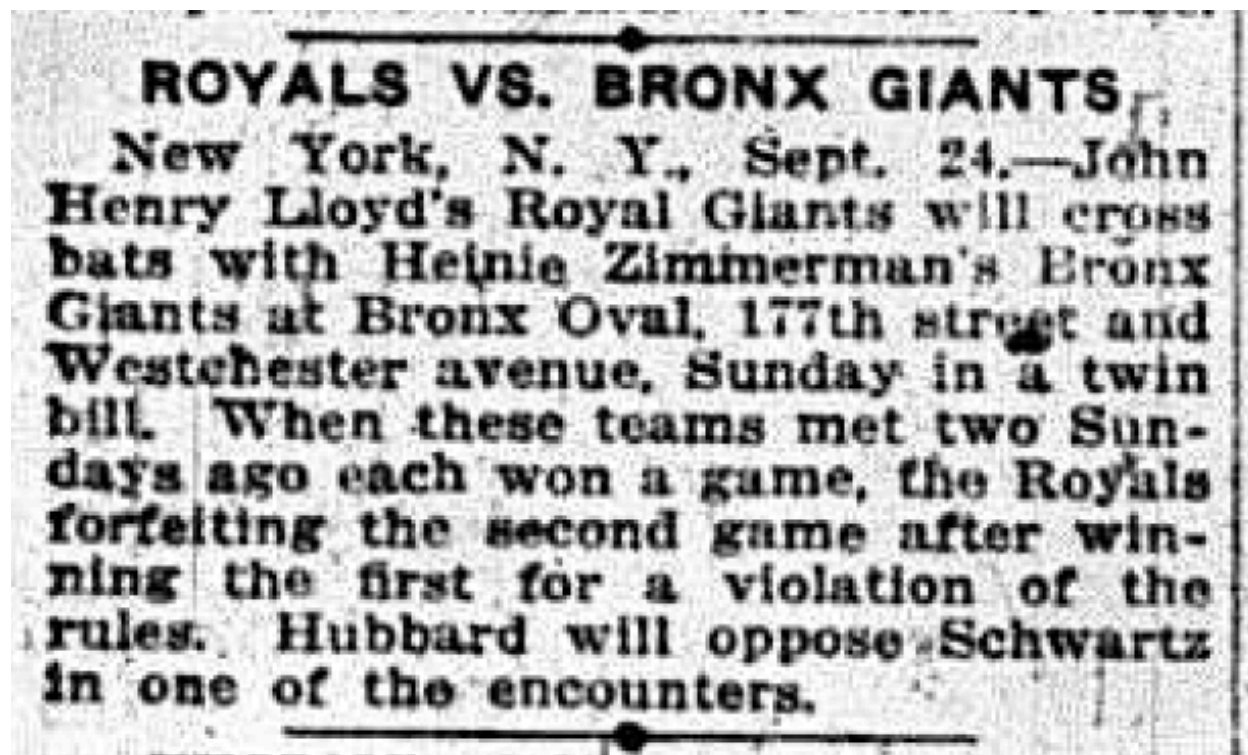 ROYALS VS. BRONX GIANTS
New York, N. Y., Sept. 24.—John
Henry Lloyd's Royal Giants will cross
bats with Heinie Zimmerman's Bronx
Giants at Bronx Oval, 177th street and
Westchester avenue, Sunday in a twin
bill. When these teams met two Sun-
days ago each won a game, the Royals
forfeiting the second game after win-
ning the first for a violation of the
rules. Hubbard will oppose Schwartz
in one of the encounters.